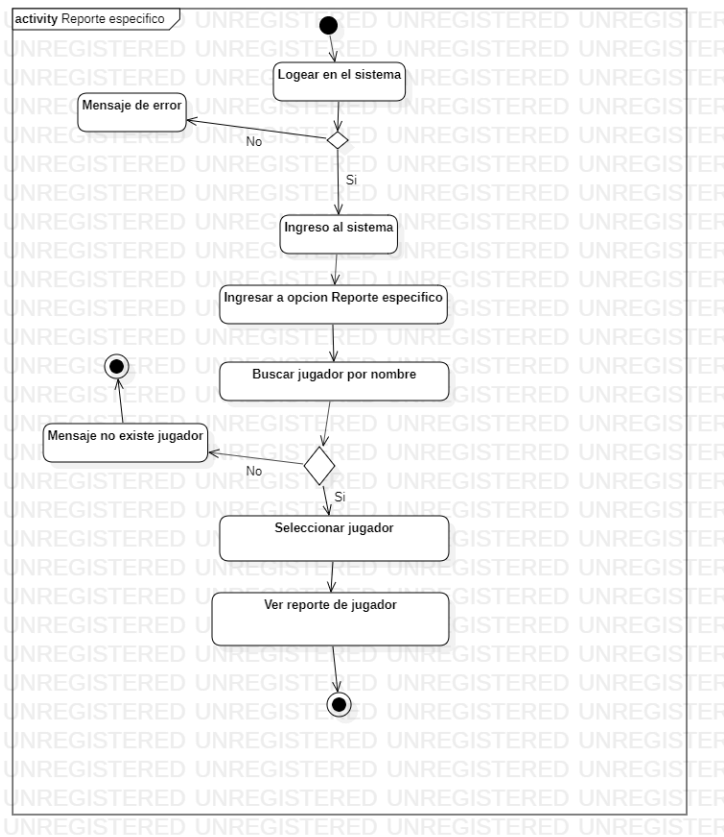 activity Reporte especifico
Logear en el sistema
Mensaje de error
No
Si
Ingreso al sistema
Ingresar a opcion Reporte especifico
Buscar jugador por nombre
Mensaje no existe jugador
No
Si
Seleccionar jugador
Ver reporte de jugador
UNREGISTERED